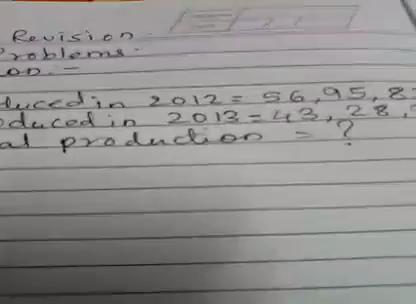 Revision
Problems.
on :-
duced in 2012 = 56,95,8
oduced in 2013 = 43,28,
al production = ?